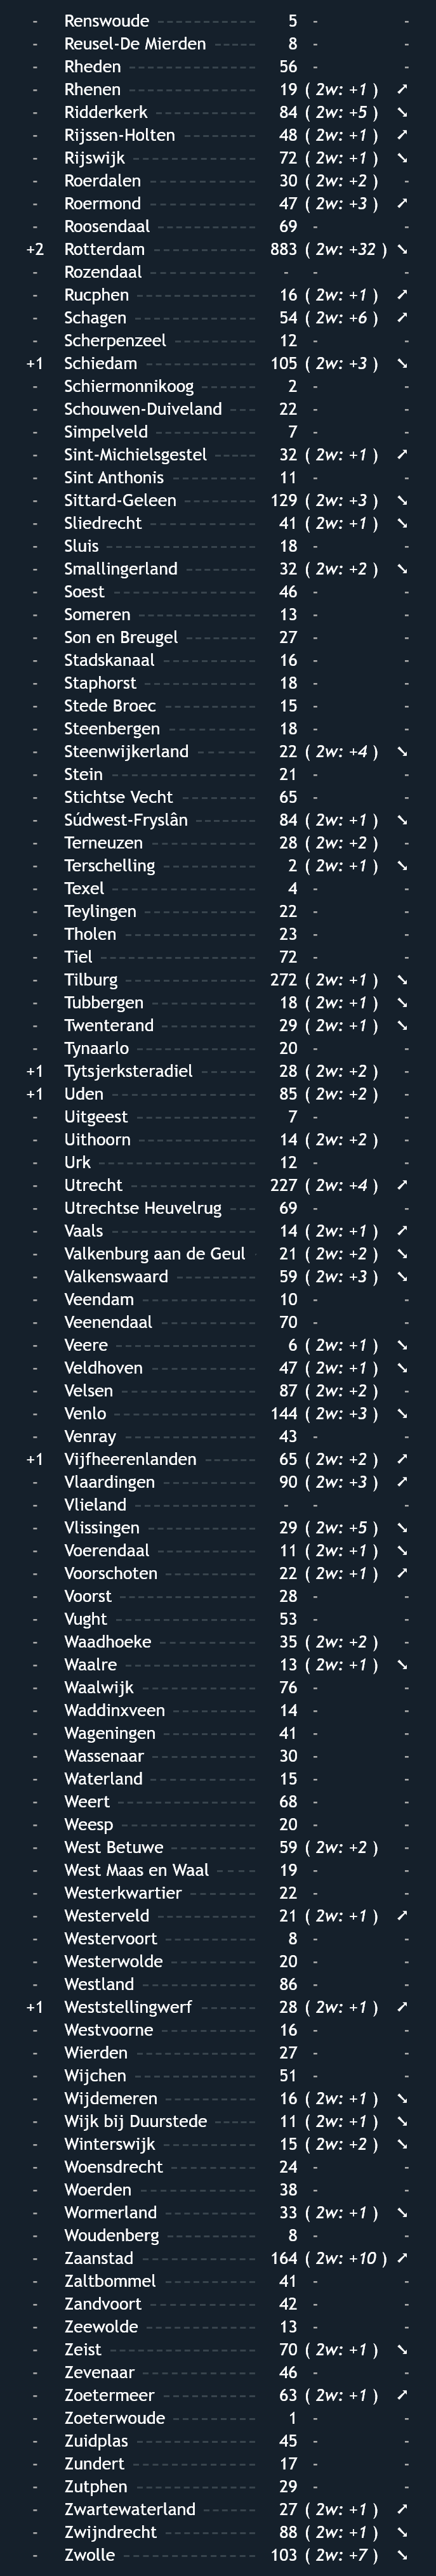 - Renswoude 5 - -
- Reusel-De Mierden 8 - -
- Rheden 56 - -
- Rhenen 19 ( 2w: +1 ) ➚
- Ridderkerk 84 ( 2w: +5 ) ➘
- Rijssen-Holten 48 ( 2w: +1 ) ➚
- Rijswijk 72 ( 2w: +1 ) ➘
- Roerdalen 30 ( 2w: +2 ) -
- Roermond 47 ( 2w: +3 ) ➚
- Roosendaal 69 - -
+2 Rotterdam 883 ( 2w: +32 ) ➘
- Rozendaal - - -
- Rucphen 16 ( 2w: +1 ) ➚
- Schagen 54 ( 2w: +6 ) ➚
- Scherpenzeel 12 - -
+1 Schiedam 105 ( 2w: +3 ) ➘
- Schiermonnikoog 2 - -
- Schouwen-Duiveland 22 - -
- Simpelveld 7 - -
- Sint-Michielsgestel 32 ( 2w: +1 ) ➚
- Sint Anthonis 11 - -
- Sittard-Geleen 129 ( 2w: +3 ) ➘
- Sliedrecht 41 ( 2w: +1 ) ➘
- Sluis 18 - -
- Smallingerland 32 ( 2w: +2 ) ➘
- Soest 46 - -
- Someren 13 - -
- Son en Breugel 27 - -
- Stadskanaal 16 - -
- Staphorst 18 - -
- Stede Broec 15 - -
- Steenbergen 18 - -
- Steenwijkerland 22 ( 2w: +4 ) ➘
- Stein 21 - -
- Stichtse Vecht 65 - -
- Súdwest-Fryslân 84 ( 2w: +1 ) ➘
- Terneuzen 28 ( 2w: +2 ) -
- Terschelling 2 ( 2w: +1 ) ➘
- Texel 4 - -
- Teylingen 22 - -
- Tholen 23 - -
- Tiel 72 - -
- Tilburg 272 ( 2w: +1 ) ➘
- Tubbergen 18 ( 2w: +1 ) ➘
- Twenterand 29 ( 2w: +1 ) ➘
- Tynaarlo 20 - -
+1 Tytsjerksteradiel 28 ( 2w: +2 ) -
+1 Uden 85 ( 2w: +2 ) -
- Uitgeest 7 - -
- Uithoorn 14 ( 2w: +2 ) -
- Urk 12 - -
- Utrecht 227 ( 2w: +4 ) ➚
- Utrechtse Heuvelrug 69 - -
- Vaals 14 ( 2w: +1 ) ➚
- Valkenburg aan de Geul 21 ( 2w: +2 ) ➘
- Valkenswaard 59 ( 2w: +3 ) ➘
- Veendam 10 - -
- Veenendaal 70 - -
- Veere 6 ( 2w: +1 ) ➘
- Veldhoven 47 ( 2w: +1 ) ➘
- Velsen 87 ( 2w: +2 ) -
- Venlo 144 ( 2w: +3 ) ➘
- Venray 43 - -
+1 Vijfheerenlanden 65 ( 2w: +2 ) ➚
- Vlaardingen 90 ( 2w: +3 ) ➚
- Vlieland - - -
- Vlissingen 29 ( 2w: +5 ) ➘
- Voerendaal 11 ( 2w: +1 ) ➘
- Voorschoten 22 ( 2w: +1 ) ➚
- Voorst 28 - -
- Vught 53 - -
- Waadhoeke 35 ( 2w: +2 ) -
- Waalre 13 ( 2w: +1 ) ➘
- Waalwijk 76 - -
- Waddinxveen 14 - -
- Wageningen 41 - -
- Wassenaar 30 - -
- Waterland 15 - -
- Weert 68 - -
- Weesp 20 - -
- West Betuwe 59 ( 2w: +2 ) -
- West Maas en Waal 19 - -
- Westerkwartier 22 - -
- Westerveld 21 ( 2w: +1 ) ➚
- Westervoort 8 - -
- Westerwolde 20 - -
- Westland 86 - -
+1 Weststellingwerf 28 ( 2w: +1 ) ➚
- Westvoorne 16 - -
- Wierden 27 - -
- Wijchen 51 - -
- Wijdemeren 16 ( 2w: +1 ) ➘
- Wijk bij Duurstede 11 ( 2w: +1 ) ➘
- Winterswijk 15 ( 2w: +2 ) ➘
- Woensdrecht 24 - -
- Woerden 38 - -
- Wormerland 33 ( 2w: +1 ) ➘
- Woudenberg 8 - -
- Zaanstad 164 ( 2w: +10 ) ➚
- Zaltbommel 41 - -
- Zandvoort 42 - -
- Zeewolde 13 - -
- Zeist 70 ( 2w: +1 ) ➘
- Zevenaar 46 - -
- Zoetermeer 63 ( 2w: +1 ) ➚
- Zoeterwoude 1 - -
- Zuidplas 45 - -
- Zundert 17 - -
- Zutphen 29 - -
- Zwartewaterland 27 ( 2w: +1 ) ➚
- Zwijndrecht 88 ( 2w: +1 ) ➘
- Zwolle 103 ( 2w: +7 ) ➘